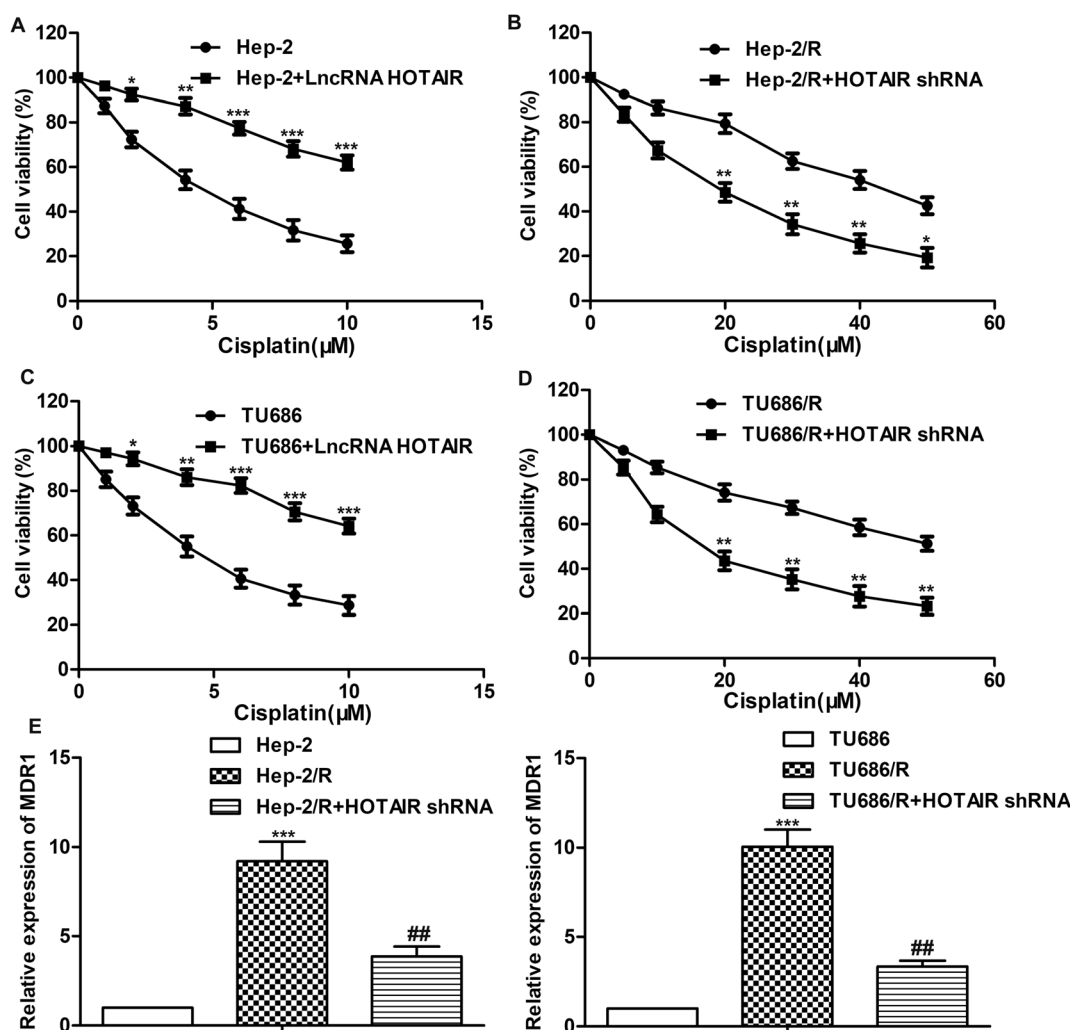 A
Hep-2
Hep-2+LncRNA HOTAIR
120
100
80
60
40
20
0
Cell viability (%)
*
**
***
***
***
0
5
10
15
Cisplatin(µM)
B
Hep-2/R
Hep-2/R+HOTAIR shRNA
120
100
80
60
40
20
0
Cell viability (%)
**
**
**
*
0
20
40
60
Cisplatin(µM)
C
TU686
TU686+LncRNA HOTAIR
120
100
80
60
40
20
0
Cell viability (%)
*
**
***
***
***
0
5
10
15
Cisplatin(µM)
D
TU686/R
TU686/R+HOTAIR shRNA
120
100
80
60
40
20
0
Cell viability (%)
**
**
**
**
0
20
40
60
Cisplatin(µM)
E
Hep-2
Hep-2/R
Hep-2/R+HOTAIR shRNA
15
10
5
0
Relative expression of MDR1
***
##
TU686
TU686/R
TU686/R+HOTAIR shRNA
15
10
5
0
Relative expression of MDR1
***
##